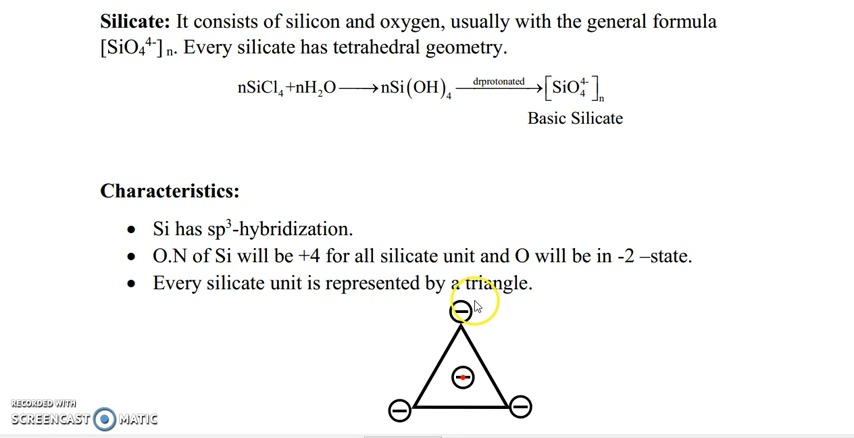 Silicate: It consists of silicon and oxygen, usually with the general formula
[SiO₄⁴⁻] n. Every silicate has tetrahedral geometry.
nSiCl₄+nH₂O⟶nSi(OH)₄ drprotonated→[SiO₄⁴⁻]ₙ
Basic Silicate
Characteristics:
• Si has sp³-hybridization.
• O.N of Si will be +4 for all silicate unit and O will be in -2 –state.
• Every silicate unit is represented by a triangle.
RECORDED WITH
SCREENCAST O MATIC